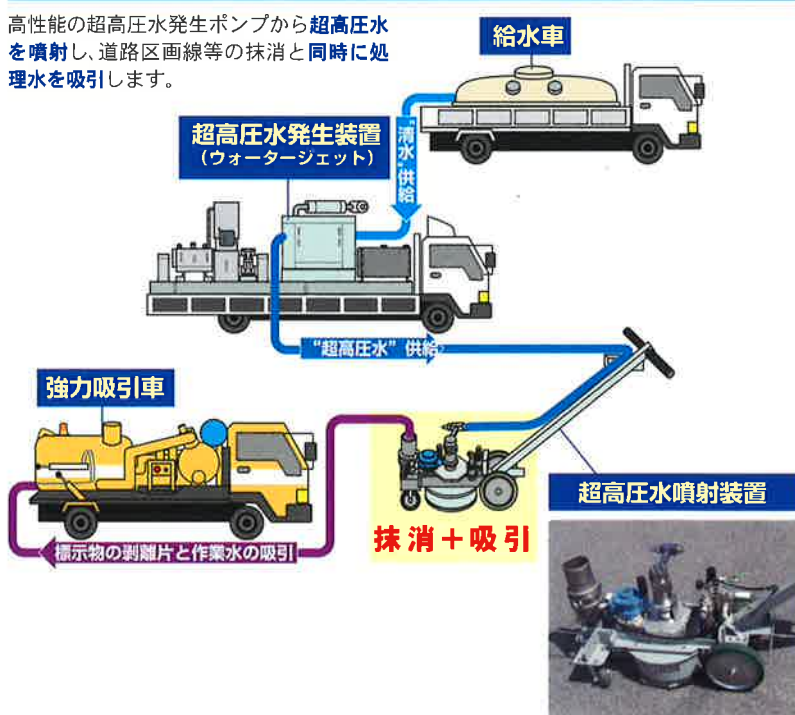 高性能の超高圧水発生ポンプから超高圧水
を噴射し、道路区画線等の抹消と同時に処
理水を吸引します。
給水車
超高圧水発生装置
(ウォータージェット)
“清水”供給
“超高圧水”供給
強力吸引車
超高圧水噴射装置
抹消+吸引
標示物の剥離片と作業水の吸引